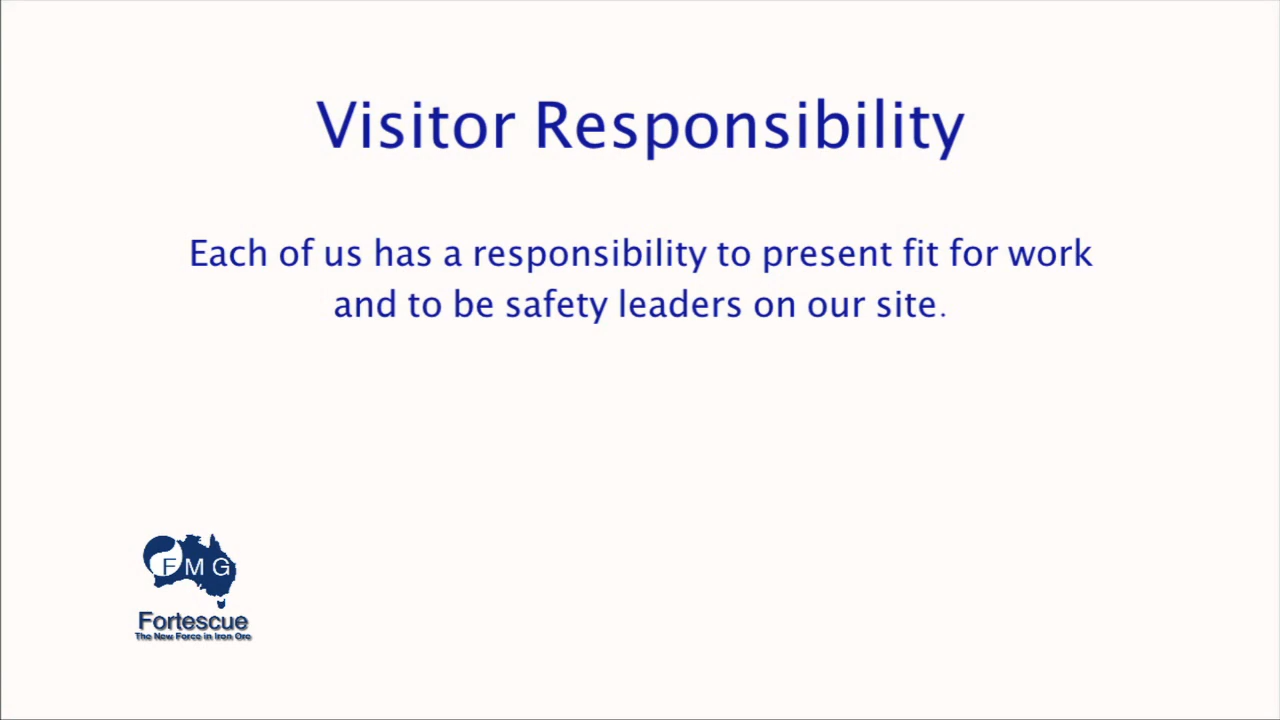 Visitor Responsibility
Each of us has a responsibility to present fit for work
and to be safety leaders on our site.
FMG
Fortescue
The New Force in Iron Ore